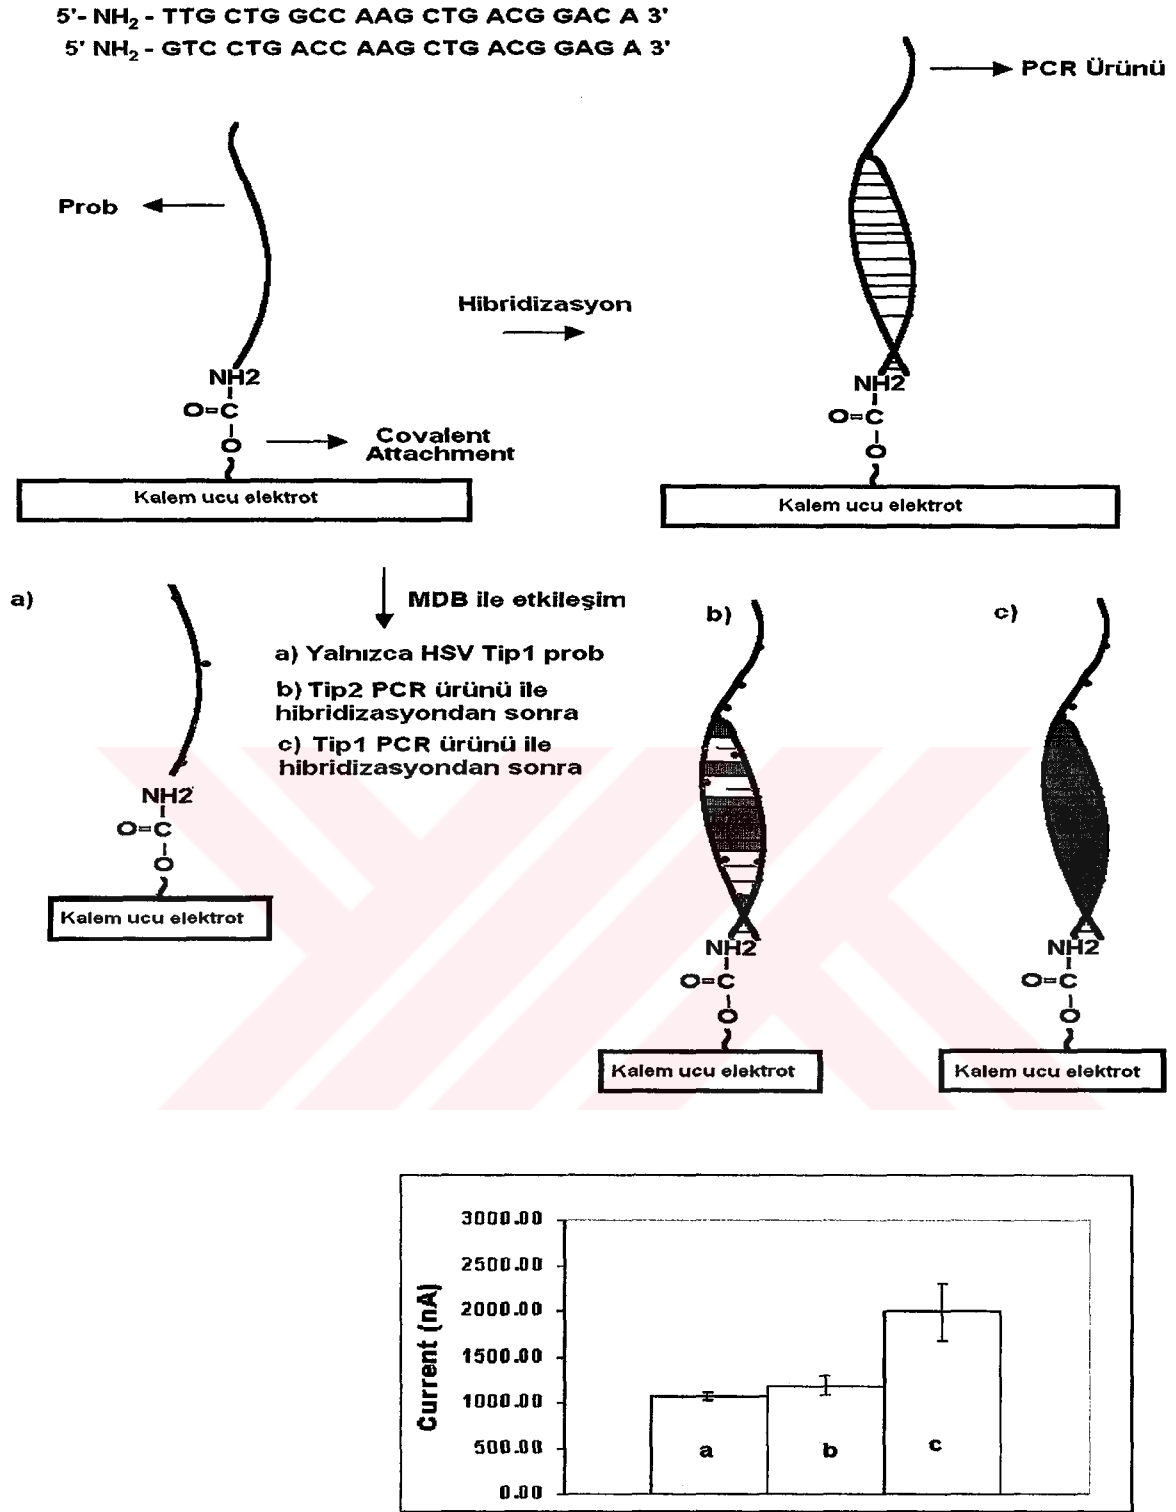 5'- NH2 - TTG CTG GCC AAG CTG ACG GAC A 3'
5' NH2 - GTC CTG ACC AAG CTG ACG GAG A 3'
PCR Ürünü
Prob
Hibridizasyon
NH2
O=C
O
Covalent
Attachment
Kalem ucu elektrot
NH2
O=C
O
Kalem ucu elektrot
MDB ile etkileşim
a) Yalnızca HSV Tip1 prob
b) Tip2 PCR ürünü ile
hibridizasyondan sonra
c) Tip1 PCR ürünü ile
hibridizasyondan sonra
a)
NH2
O=C
O
Kalem ucu elektrot
b)
NH2
O=C
O
Kalem ucu elektrot
c)
NH2
O=C
O
Kalem ucu elektrot
Current (nA)
3000.00
2500.00
2000.00
1500.00
1000.00
500.00
0.00
a
b
c